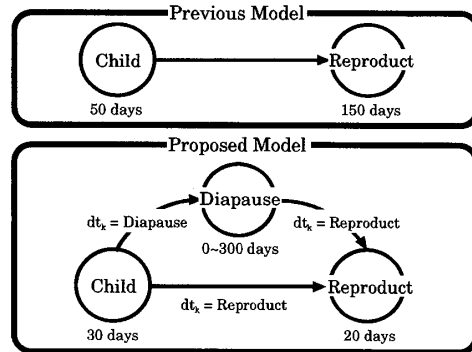 Previous Model
Child
Reproduct
50 days
150 days
Proposed Model
Diapause
dtₖ = Diapause
dtₖ = Reproduct
0~300 days
Child
Reproduct
dtₖ = Reproduct
30 days
20 days